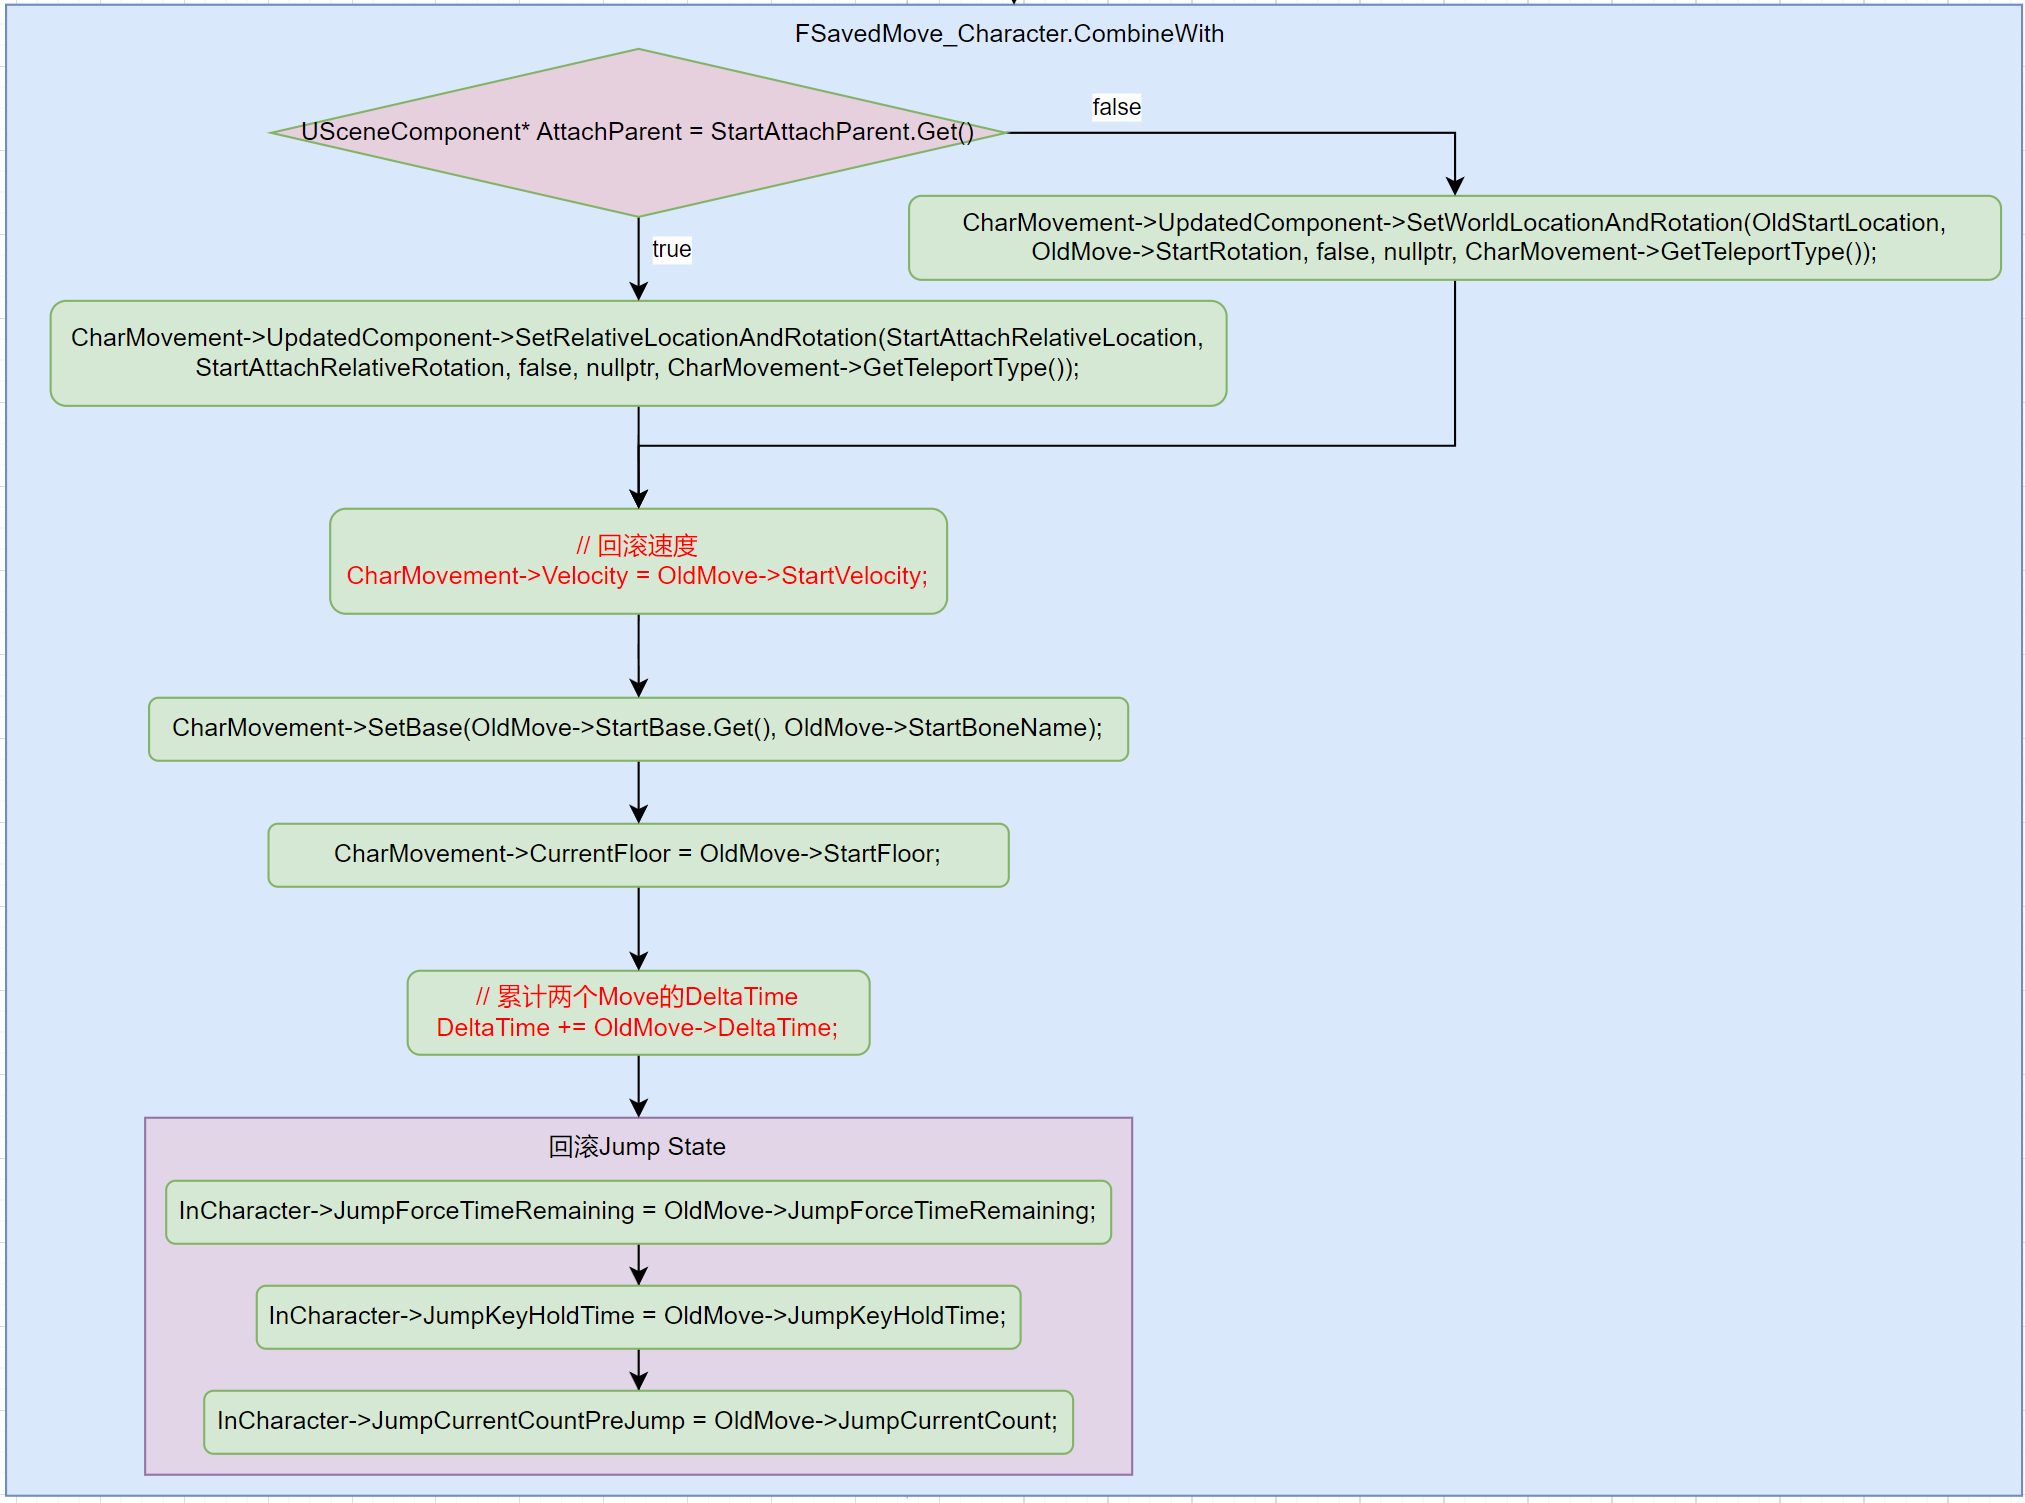 FSavedMove_Character.CombineWith
USceneComponent* AttachParent = StartAttachParent.Get()
false
CharMovement->UpdatedComponent->SetWorldLocationAndRotation(OldStartLocation,
OldMove->StartRotation, false, nullptr, CharMovement->GetTeleportType());
true
CharMovement->UpdatedComponent->SetRelativeLocationAndRotation(StartAttachRelativeLocation,
StartAttachRelativeRotation, false, nullptr, CharMovement->GetTeleportType());
// 回滚速度
CharMovement->Velocity = OldMove->StartVelocity;
CharMovement->SetBase(OldMove->StartBase.Get(), OldMove->StartBoneName);
CharMovement->CurrentFloor = OldMove->StartFloor;
// 累计两个Move的DeltaTime
DeltaTime += OldMove->DeltaTime;
回滚Jump State
InCharacter->JumpForceTimeRemaining = OldMove->JumpForceTimeRemaining;
InCharacter->JumpKeyHoldTime = OldMove->JumpKeyHoldTime;
InCharacter->JumpCurrentCountPreJump = OldMove->JumpCurrentCount;